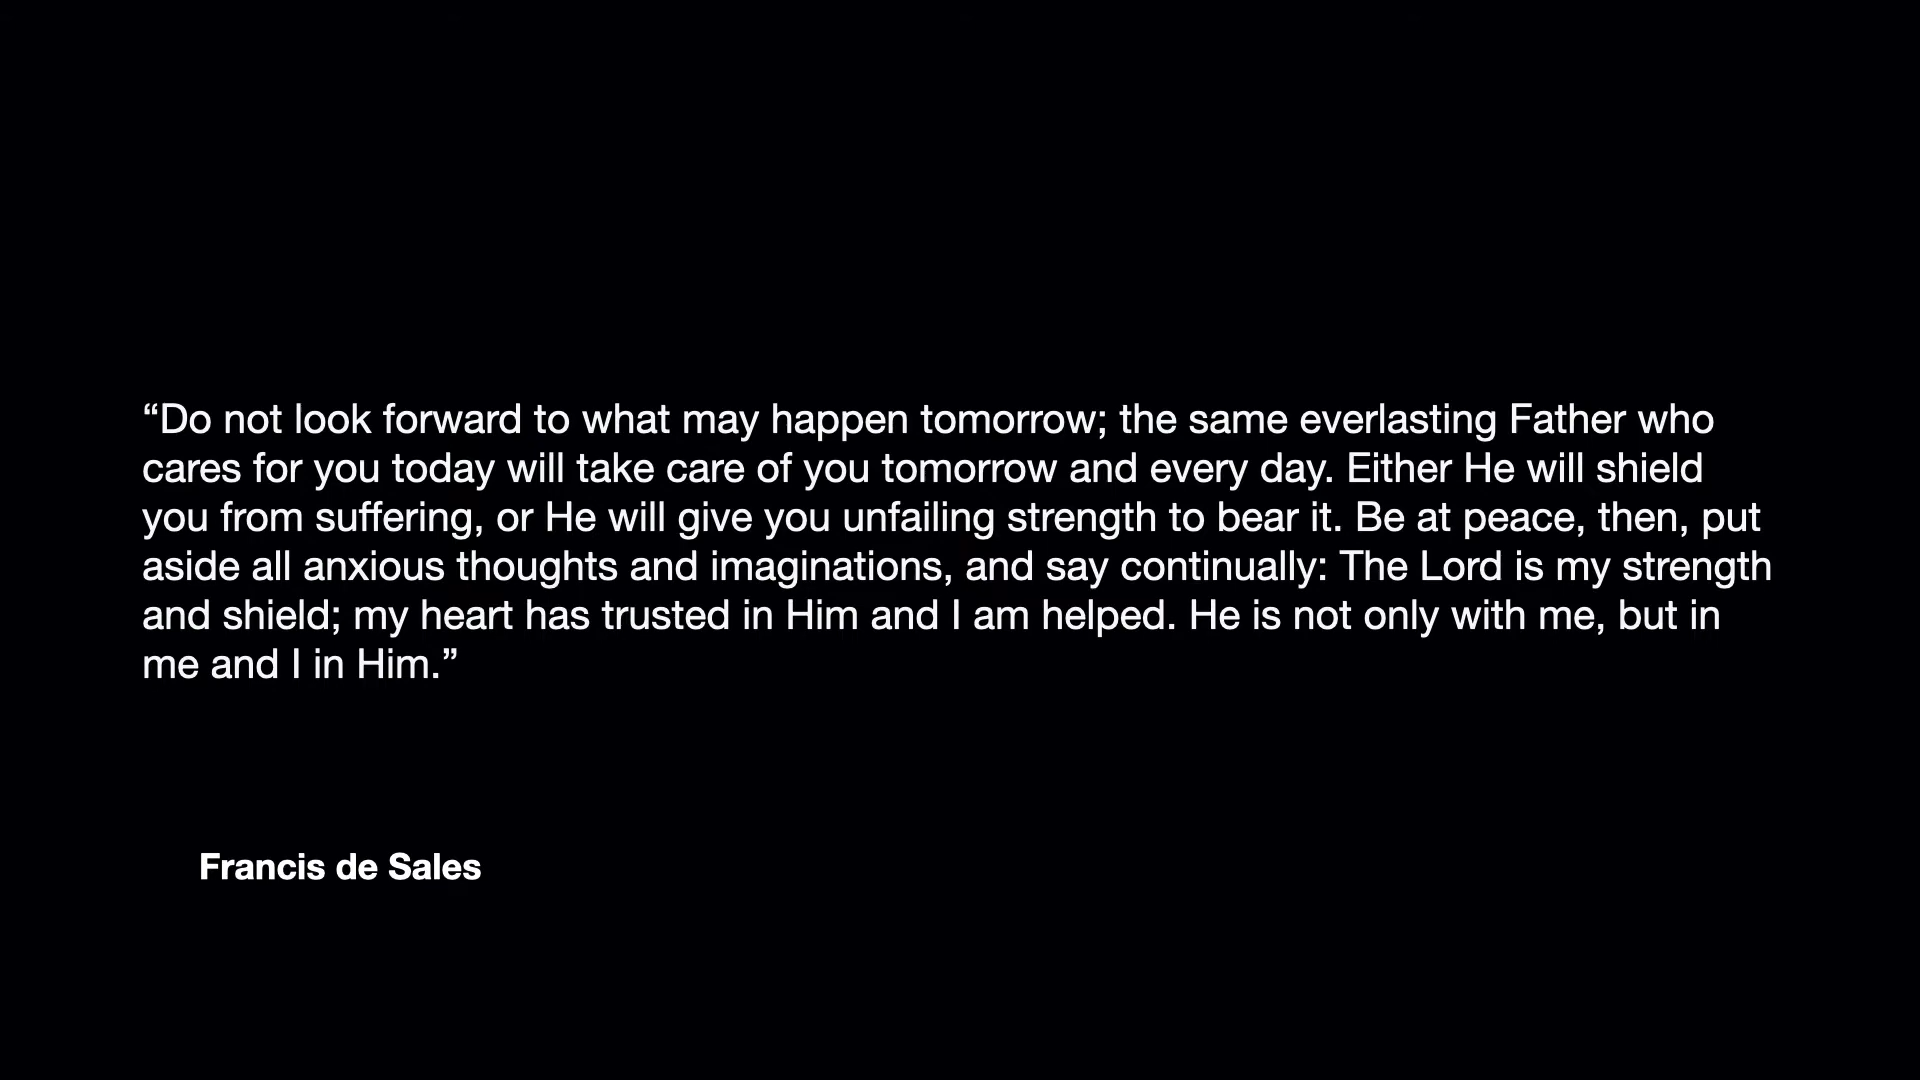 “Do not look forward to what may happen tomorrow; the same everlasting Father who
cares for you today will take care of you tomorrow and every day. Either He will shield
you from suffering, or He will give you unfailing strength to bear it. Be at peace, then, put
aside all anxious thoughts and imaginations, and say continually: The Lord is my strength
and shield; my heart has trusted in Him and I am helped. He is not only with me, but in
me and I in Him.”
Francis de Sales